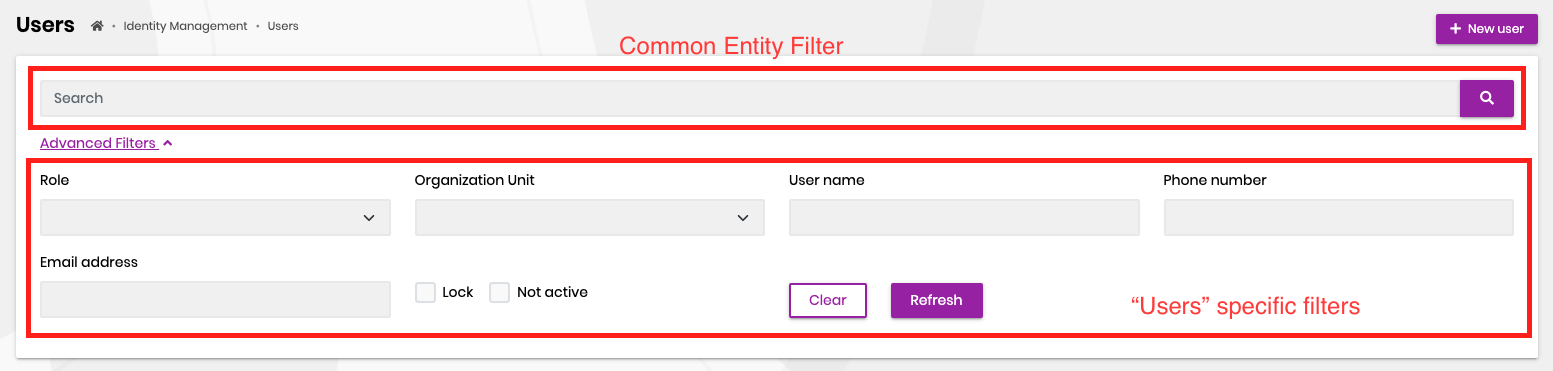 Users • Identity Management • Users
+ New user
Common Entity Filter
Search
Advanced Filters
Role Organization Unit User name Phone number
Email address
Lock Not active Clear Refresh
“Users” specific filters